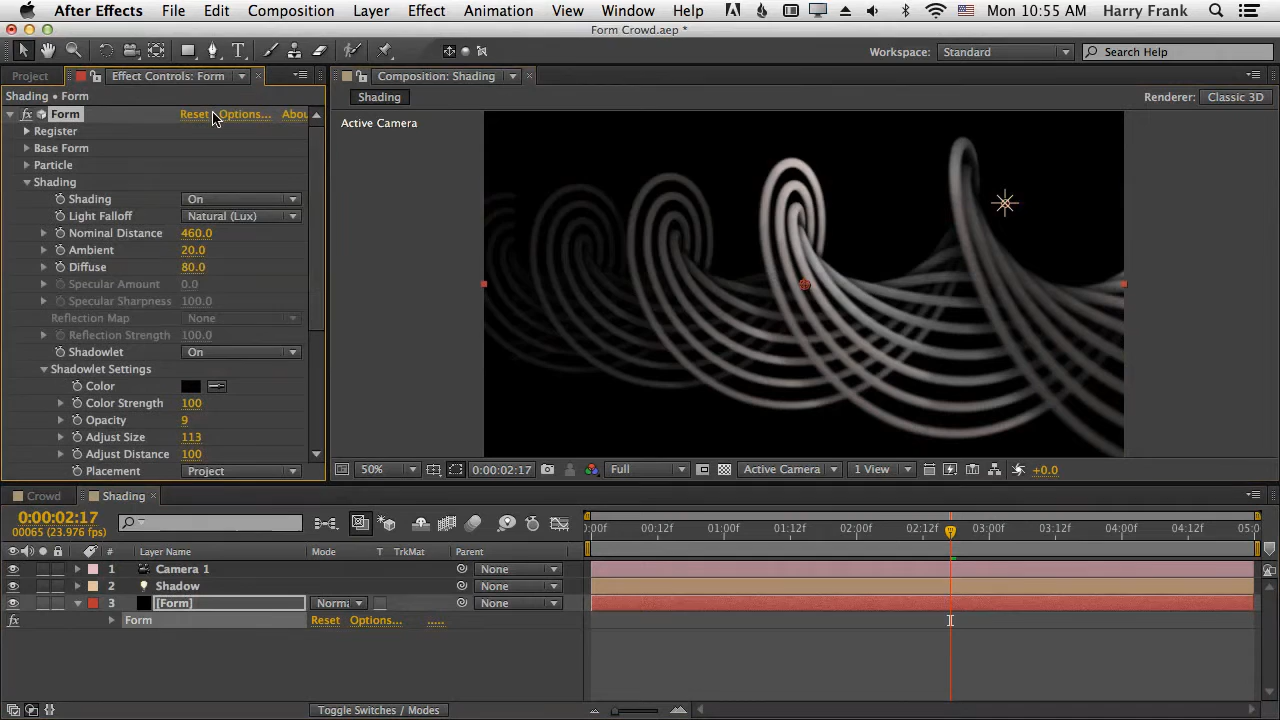 After Effects File Edit Composition Layer Effect Animation View Window Help Mon 10:55 AM Harry Frank
Form Crowd.aep *
Workspace: Standard Search Help
Project Effect Controls: Form Composition: Shading
Shading • Form Shading Renderer: Classic 3D
fx Form Reset Options... Abou
Active Camera
Register
Base Form
Particle
Shading
Shading On
Light Falloff Natural (Lux)
Nominal Distance 460.0
Ambient 20.0
Diffuse 80.0
Specular Amount 0.0
Specular Sharpness 100.0
Reflection Map None
Reflection Strength 100.0
Shadowlet On
Shadowlet Settings
Color
Color Strength 100
Opacity 9
Adjust Size 113
Adjust Distance 100
Placement Project
50% 0:00:02:17 Full Active Camera 1 View +0.0
Crowd Shading
0:00:02:17
00065 (23.976 fps)
:00f 00:12f 01:00f 01:12f 02:00f 02:12f 03:00f 03:12f 04:00f 04:12f 05:0
# Layer Name Mode T TrkMat Parent
1 Camera 1 None
2 Shadow None
3 [Form] Norma None
fx Form Reset Options... .....
Toggle Switches / Modes